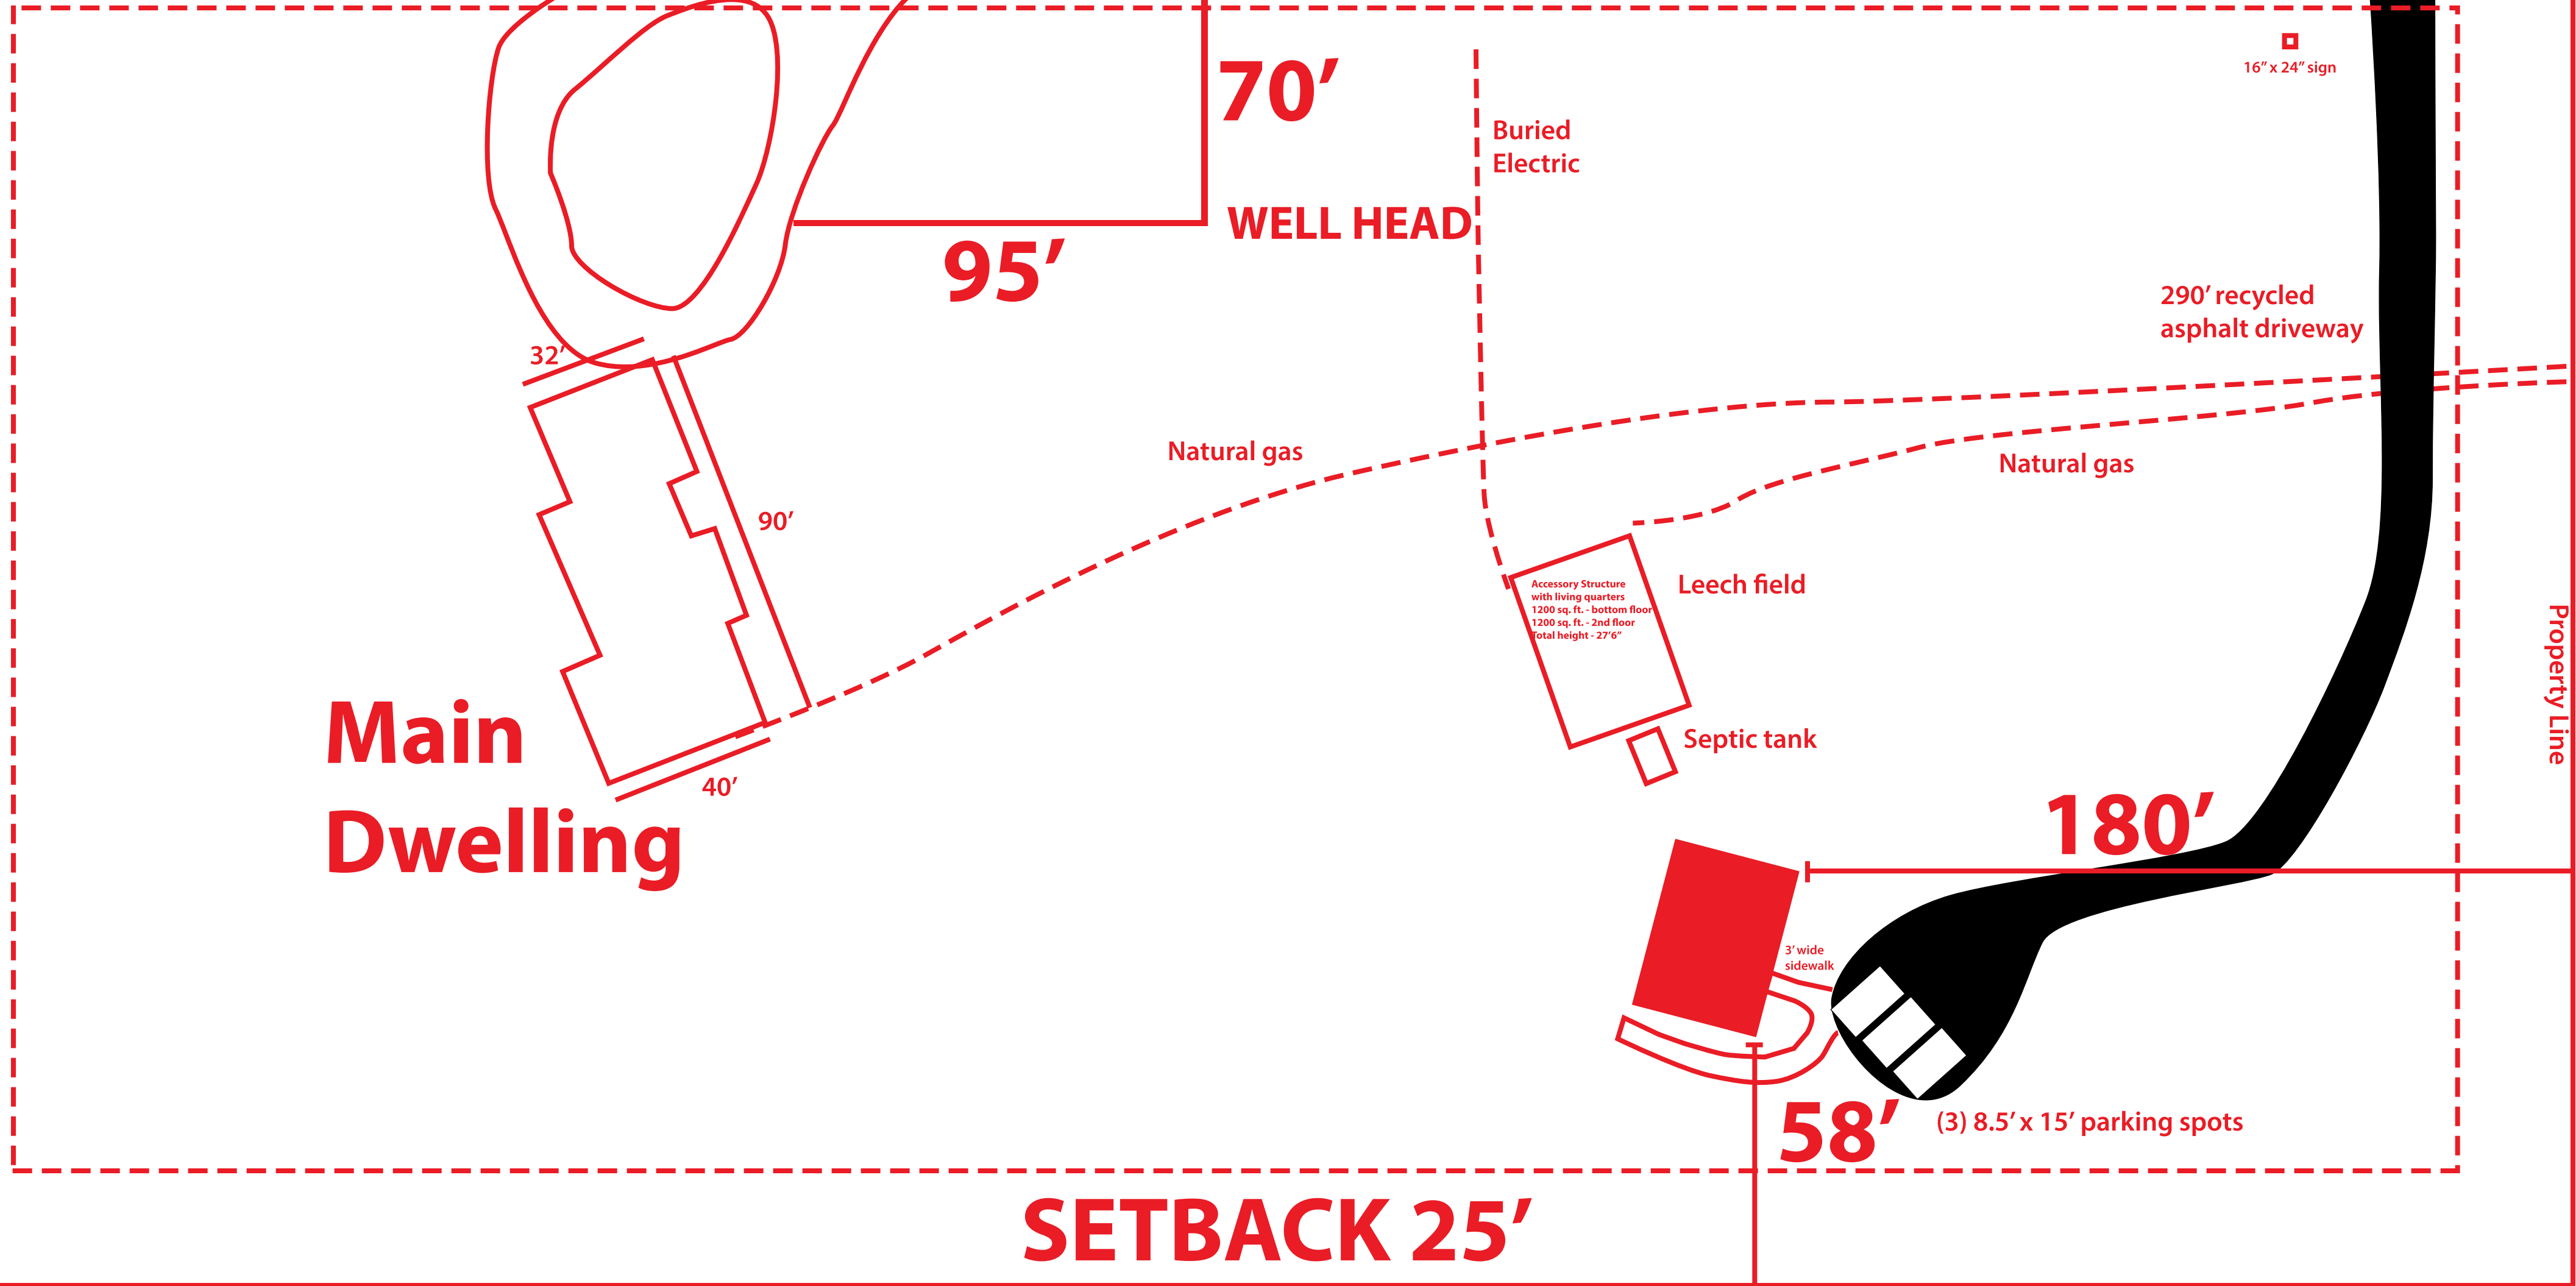 16” x 24” sign
70’
Buried
Electric
WELL HEAD
95’
290’ recycled
asphalt driveway
32’
Natural gas
Natural gas
90’
Accessory Structure
with living quarters
1200 sq. ft. - bottom floor
1200 sq. ft. - 2nd floor
Total height - 27’6”
Leech field
Property Line
Main
Dwelling
Septic tank
40’
180’
3’ wide
sidewalk
58’
(3) 8.5’ x 15’ parking spots
SETBACK 25’